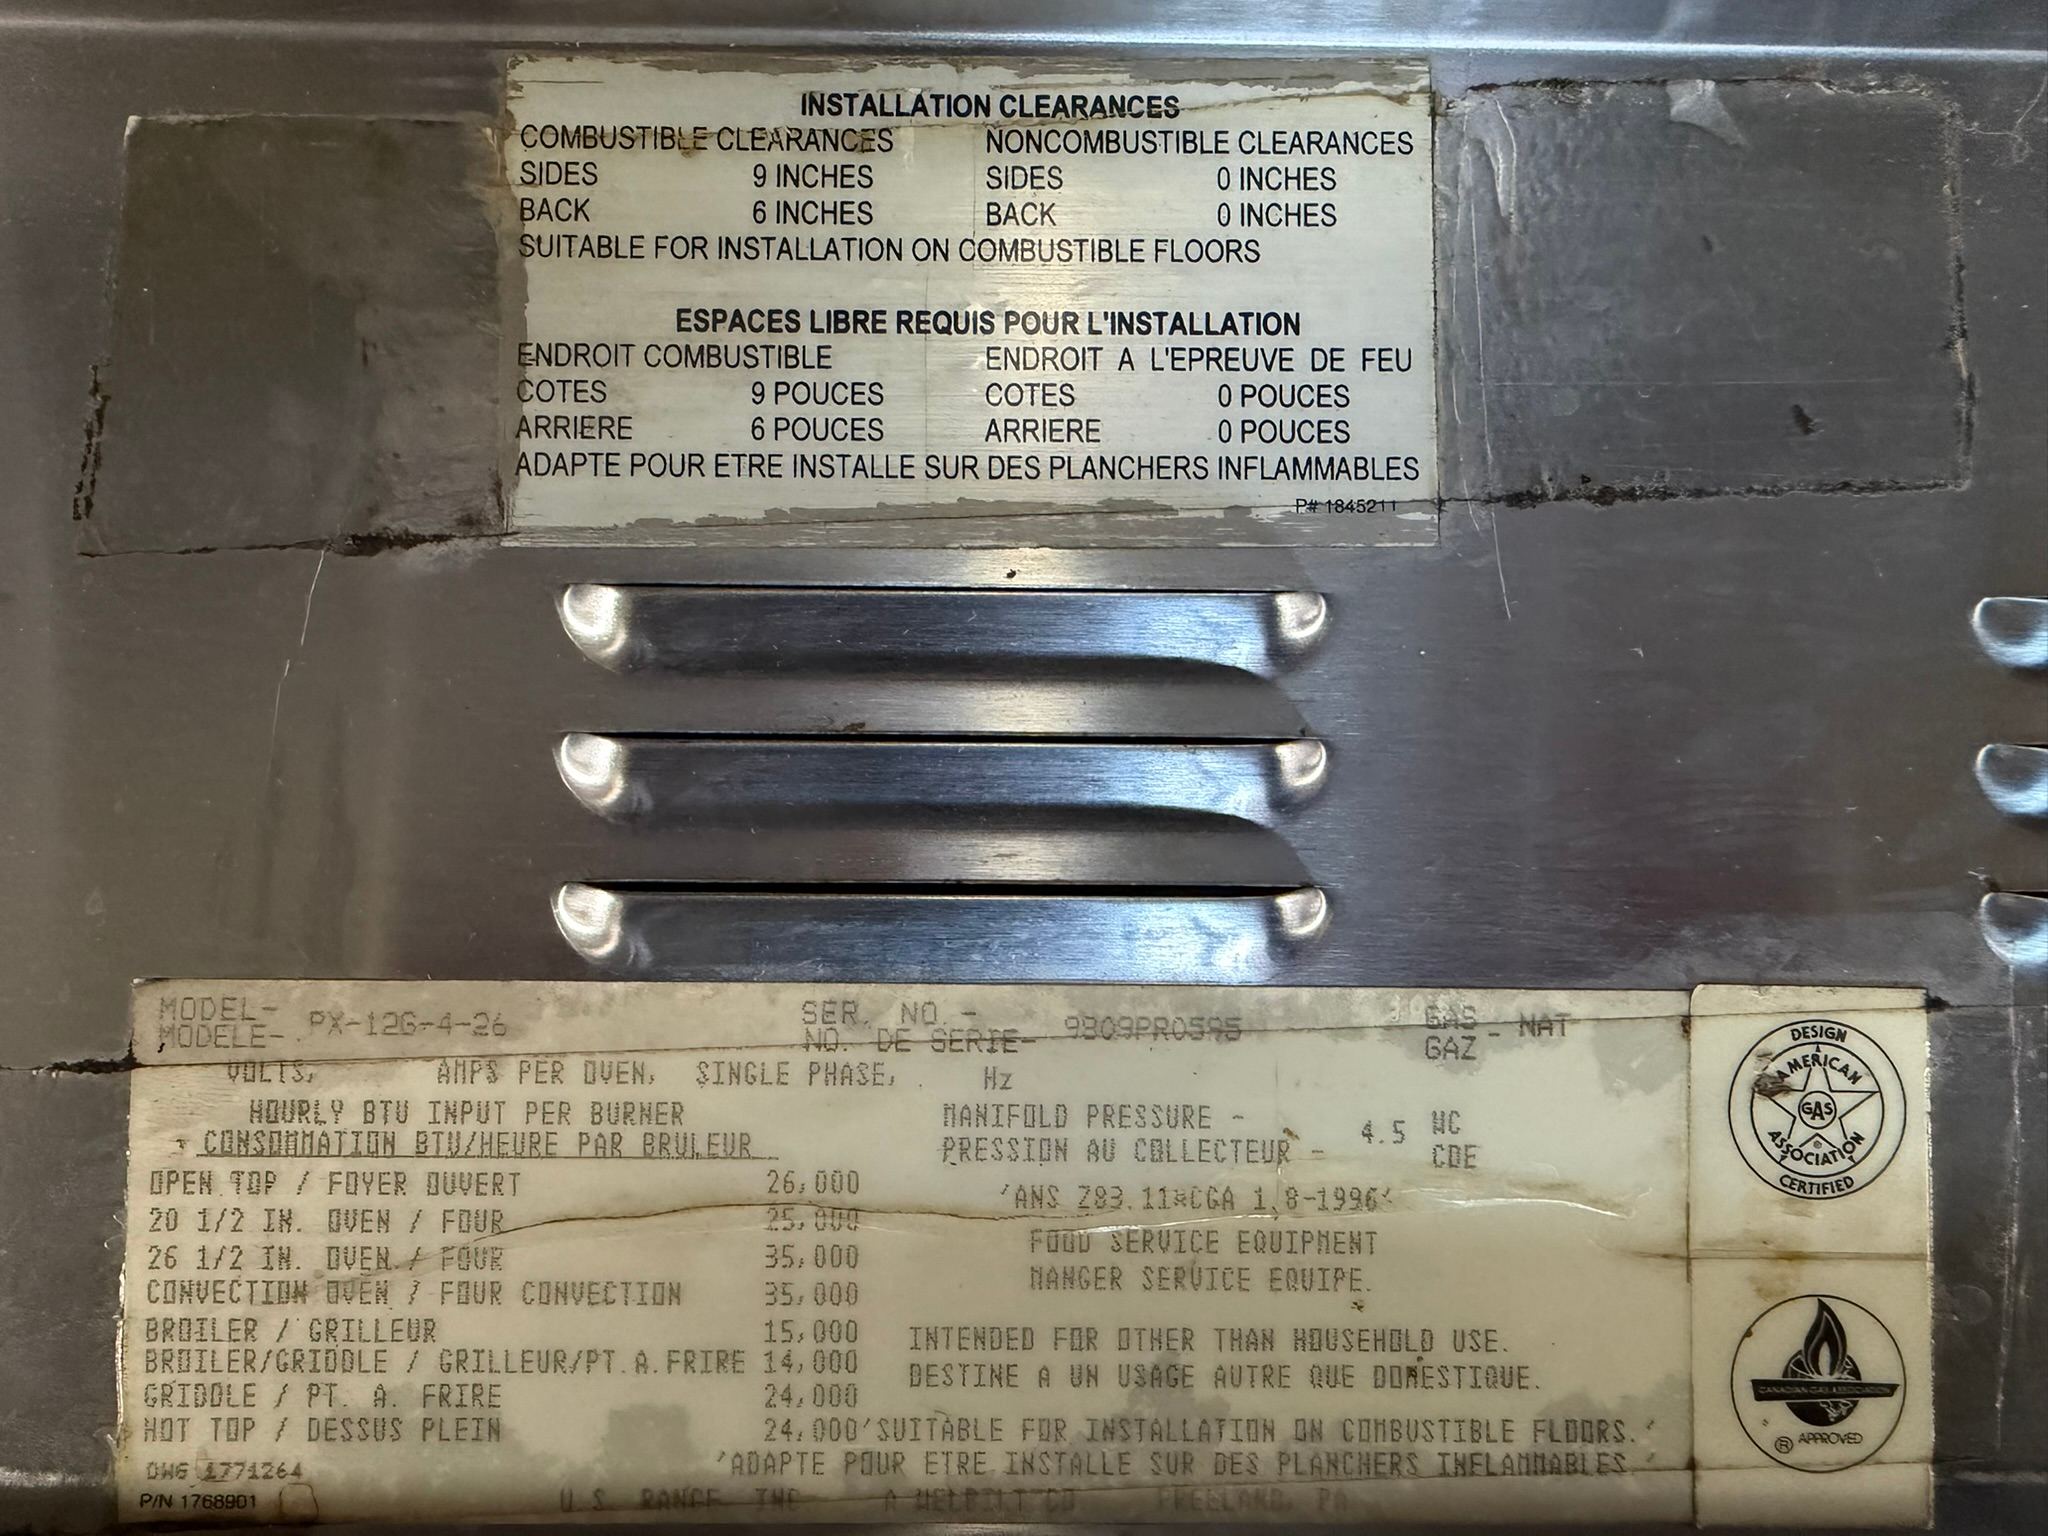 INSTALLATION CLEARANCES
COMBUSTIBLE CLEARANCES NONCOMBUSTIBLE CLEARANCES
SIDES 9 INCHES SIDES 0 INCHES
BACK 6 INCHES BACK 0 INCHES
SUITABLE FOR INSTALLATION ON COMBUSTIBLE FLOORS
ESPACES LIBRE REQUIS POUR L'INSTALLATION
ENDROIT COMBUSTIBLE ENDROIT A L'EPREUVE DE FEU
COTES 9 POUCES COTES 0 POUCES
ARRIERE 6 POUCES ARRIERE 0 POUCES
ADAPTE POUR ETRE INSTALLE SUR DES PLANCHERS INFLAMMABLES
P# 1845211
MODEL- SER. NO. - GAS
MODELE- PX-12G-4-26 NO. DE SERIE- 9809PR0595 GAZ - NAT
VOLTS, AMPS PER OVEN, SINGLE PHASE, Hz
HOURLY BTU INPUT PER BURNER MANIFOLD PRESSURE - 4.5 WC
CONSOMMATION BTU/HEURE PAR BRULEUR PRESSION AU COLLECTEUR - CDE
OPEN TOP / FOYER OUVERT 26,000
20 1/2 IN. OVEN / FOUR 25,000
26 1/2 IN. OVEN / FOUR 35,000
CONVECTION OVEN / FOUR CONVECTION 35,000
BROILER / GRILLEUR 15,000
BROILER/GRIDDLE / GRILLEUR/PT.A.FRIRE 14,000
GRIDDLE / PT. A. FRIRE 24,000
HOT TOP / DESSUS PLEIN 24,000
'ANS Z83.11*CGA 1.8-1996'
FOOD SERVICE EQUIPMENT
MANGER SERVICE EQUIPE.
INTENDED FOR OTHER THAN HOUSEHOLD USE.
DESTINE A UN USAGE AUTRE QUE DOMESTIQUE.
'SUITABLE FOR INSTALLATION ON COMBUSTIBLE FLOORS.'
'ADAPTE POUR ETRE INSTALLE SUR DES PLANCHERS INFLAMMABLES.
DWG 1771264
P/N 1768901
U.S. RANGE INC A WELBILT CO FREELAND, PA
DESIGN
AMERICAN
GAS
ASSOCIATION
CERTIFIED
CANADIAN GAS ASSOCIATION
® APPROVED